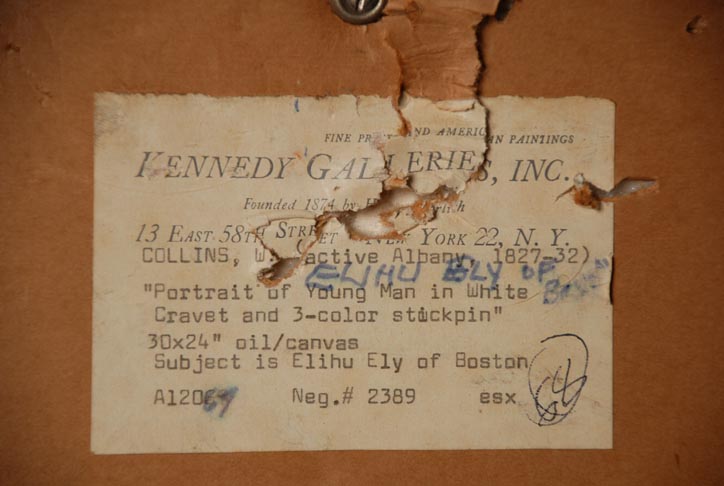 FINE AND AMERICAN PAINTINGS
KENNEDY GALLERIES, INC.
Founded 1874 by
13 EAST 58TH STREET NEW YORK 22, N. Y.
COLLINS, W. (active Albany, 1827-32)
ELIHU ELY OF
"Portrait of Young Man in White
Cravet and 3-color stickpin"
30x24" oil/canvas
Subject is Elihu Ely of Boston
A12064 Neg.# 2389 esx